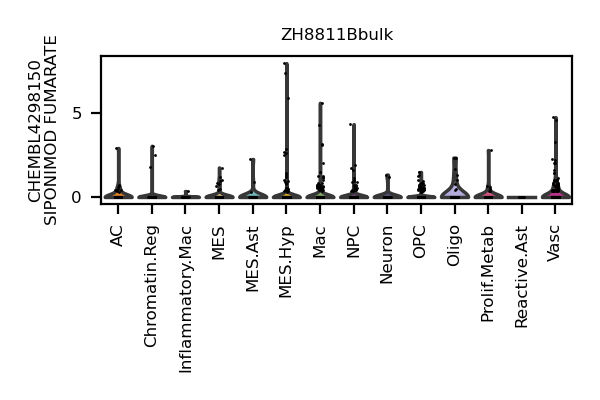 ZH8811Bbulk
CHEMBL4298150
SIPONIMOD FUMARATE
5
0
AC
Chromatin.Reg
Inflammatory.Mac
MES
MES.Ast
MES.Hyp
Mac
NPC
Neuron
OPC
Oligo
Prolif.Metab
Reactive.Ast
Vasc